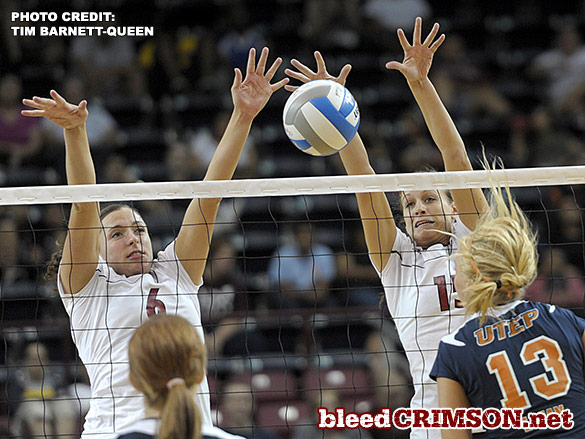 PHOTO CREDIT:
TIM BARNETT-QUEEN
6
UTEP
13
bleedCRIMSON.net